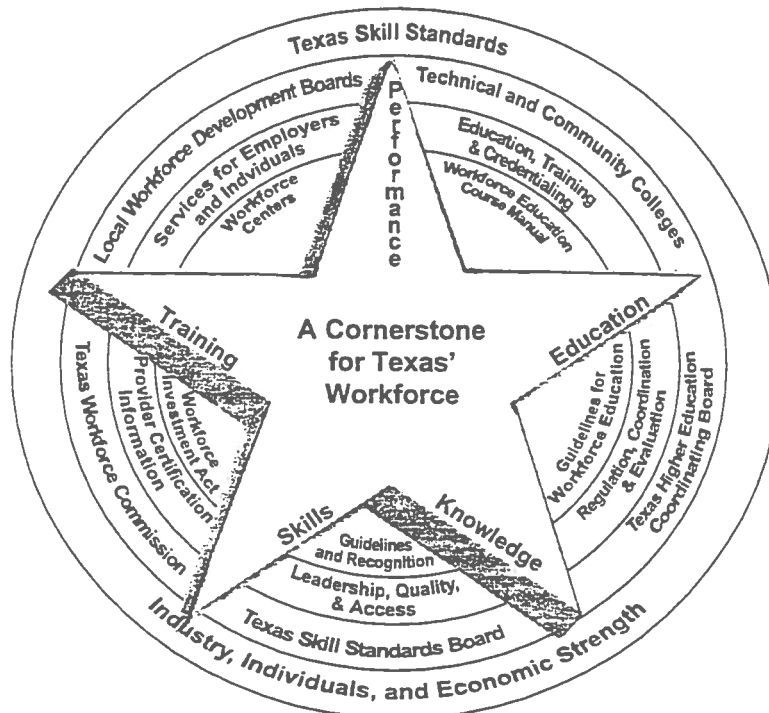 Texas Skill Standards
Local Workforce Development Boards
Services for Employers
and Indviduals
Workforce
Centers
Performance
Technical and Community Colleges
Education, Training
& Credentialing
Workforce Education
Course Manual
Training
A Cornerstone
for Texas'
Workforce
Education
Texas Workforce Commission
Provider Certification
Information
Workforce
Investment Act
Guidelines for
Workforce Education
Regulation, Coordination
& Evaluation
Texas Higher Education
Coordinating Board
Skills
Knowledge
Guidelines
and Recognition
Leadership, Quality,
& Access
Texas Skill Standards Board
Industry, Individuals, and Economic Strength